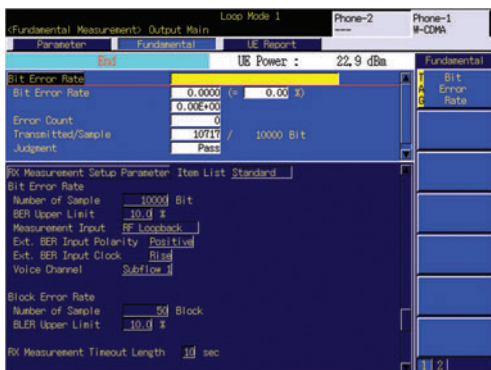 Loop Mode 1
<Fundamental Measurement> Output Main
Phone-2
----
Phone-1
W-CDMA
Parameter Fundamental UE Report
End UE Power : 22.9 dBm
Fundamental
Bit Error Rate
Bit Error Rate 0.0000 (= 0.00 %)
0.00E+00
Error Count 0
Transmitted/Sample 10717 / 10000 Bit
Judgment Pass
T
A
G
Bit
Error
Rate
RX Measurement Setup Parameter Item List Standard
Bit Error Rate
Number of Sample 10000 Bit
BER Upper Limit 10.0 %
Measurement Input RF Loopback
Ext. BER Input Polarity Positive
Ext. BER Input Clock Rise
Voice Channel Subflow 1
Block Error Rate
Number of Sample 50 Block
BLER Upper Limit 10.0 %
RX Measurement Timeout Length 10 sec
1 2